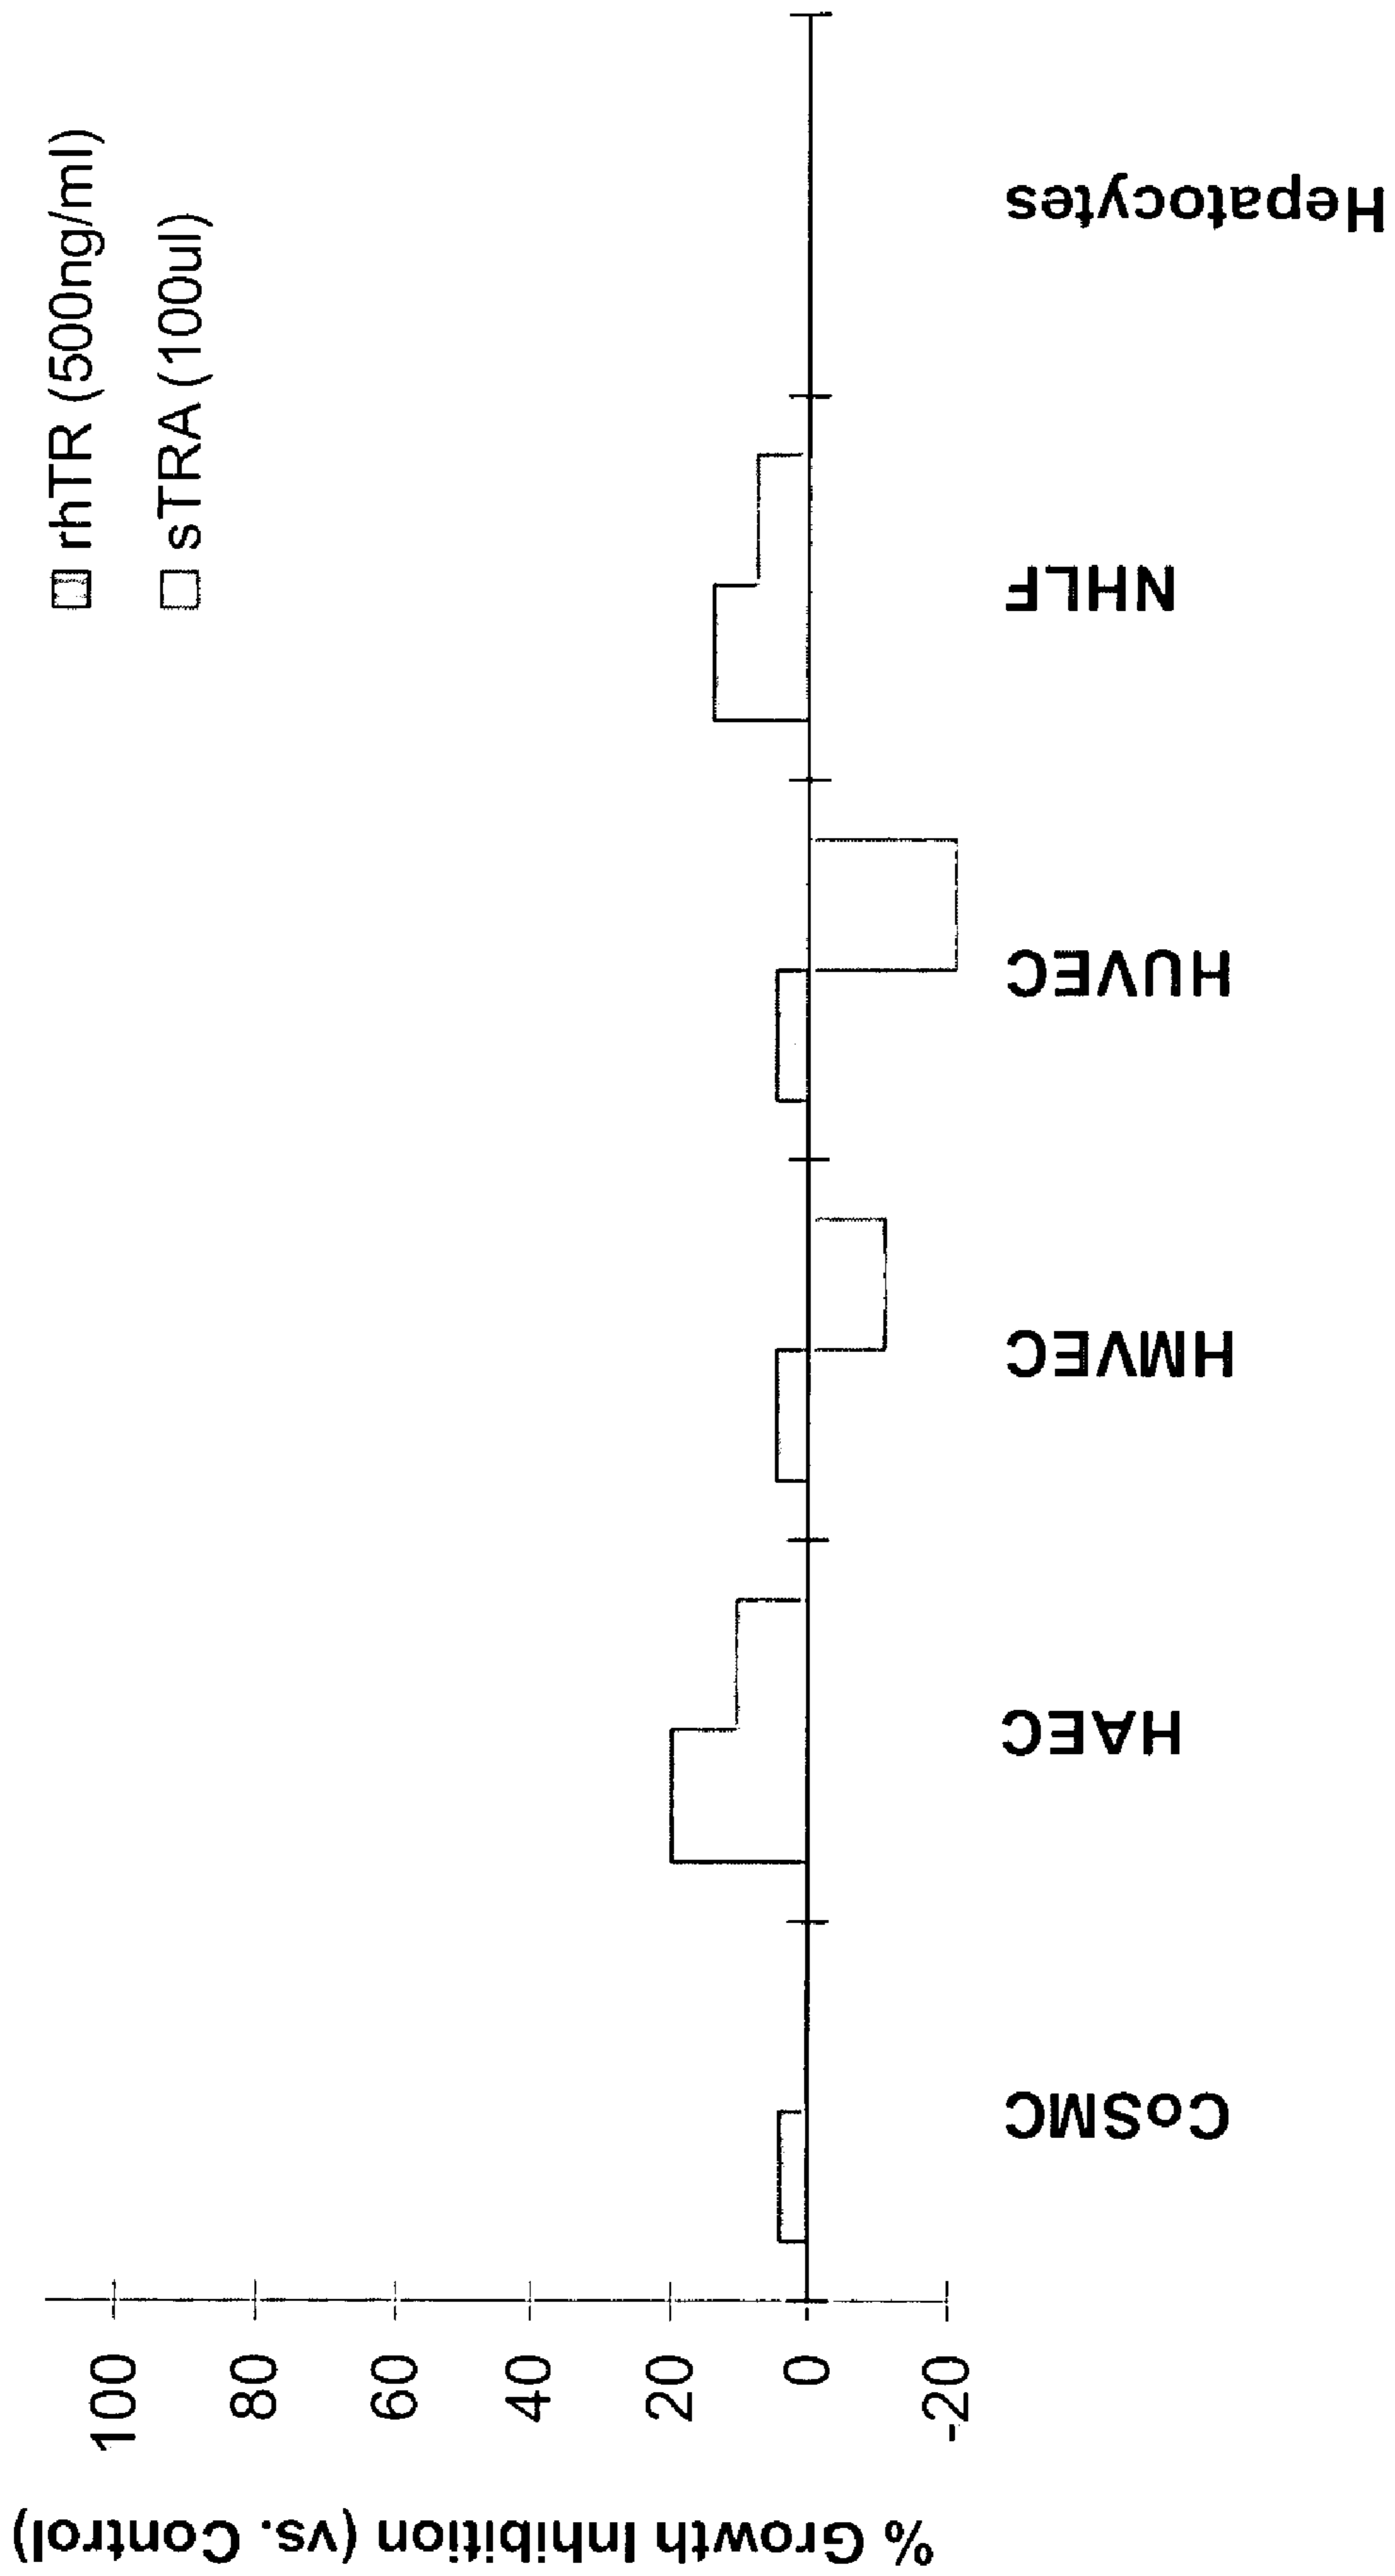 rhTR (500ng/ml)
sTRA (100ul)
% Growth Inhibition (vs. Control)
100
80
60
40
20
0
-20
CoSMC
HAEC
HMVEC
HUVEC
NHLF
Hepatocytes